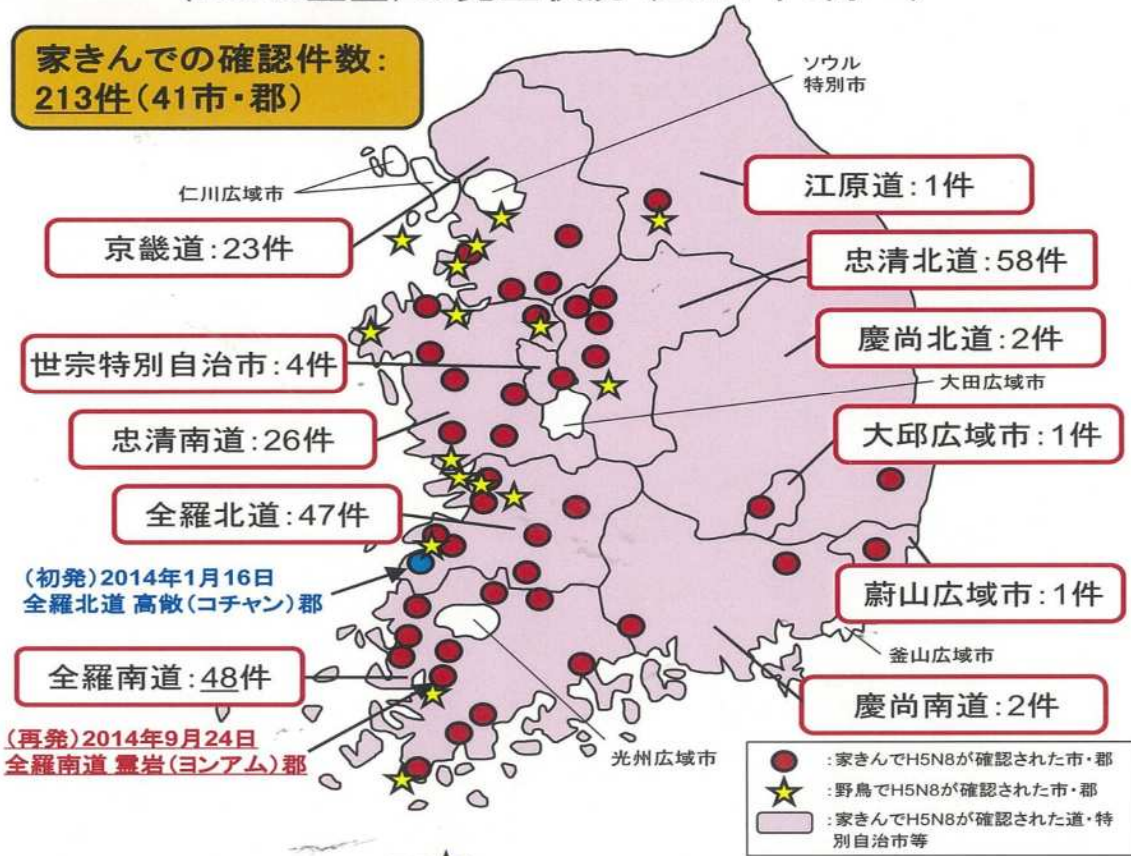 家きんでの確認件数:
213件(41市・郡)
ソウル
特別市
仁川広域市
江原道:1件
京畿道:23件
忠清北道:58件
世宗特別自治市:4件
慶尚北道:2件
大田広域市
忠清南道:26件
大邱広域市:1件
全羅北道:47件
(初発)2014年1月16日
全羅北道 高敞(コチャン)郡
蔚山広域市:1件
釜山広域市
全羅南道:48件
慶尚南道:2件
(再発)2014年9月24日
全羅南道 霊岩(ヨンアム)郡
光州広域市
:家きんでH5N8が確認された市・郡
:野鳥でH5N8が確認された市・郡
:家きんでH5N8が確認された道・特
別自治市等